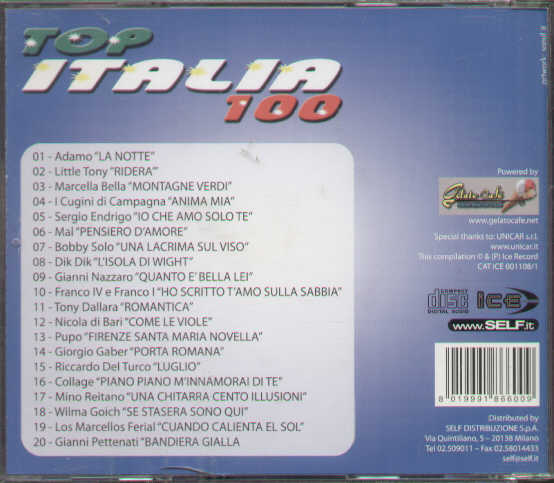 TOP
ITALIA
100
01 - Adamo "LA NOTTE"
02 - Little Tony "RIDERA'"
03 - Marcella Bella "MONTAGNE VERDI"
04 - i Cugini di Campagna "ANIMA MIA"
05 - Sergio Endrigo "IO CHE AMO SOLO TE"
06 - Mal "PENSIERO D'AMORE"
07 - Bobby Solo "UNA LACRIMA SUL VISO"
08 - Dik Dik "L'ISOLA DI WIGHT"
09 - Gianni Nazzaro "QUANTO E' BELLA LEI"
10 - Franco IV e Franco I "HO SCRITTO T'AMO SULLA SABBIA"
11 - Tony Dallara "ROMANTICA"
12 - Nicola di Bari "COME LE VIOLE"
13 - Pupo "FIRENZE SANTA MARIA NOVELLA"
14 - Giorgio Gaber "PORTA ROMANA"
15 - Riccardo Del Turco "LUGLIO"
16 - Collage "PIANO PIANO M'INNAMORAI DI TE"
17 - Mino Reitano "UNA CHITARRA CENTO ILLUSIONI"
18 - Wilma Goich "SE STASERA SONO QUI"
19 - Los Marcellos Ferial "CUANDO CALIENTA EL SOL"
20 - Gianni Pettenati "BANDIERA GIALLA
artwork
Powered by
Gelato Cafe
www.gelatocafe.net
Special thanks to: UNICAR s.r.l.
www.unicar.it
This compilation © & (P) Ice Record
CAT ICE 001108/1
COMPACT
disc
DIGITAL AUDIO
ICE
www.SELF.it
8 019991 866009
Distributed by
SELF DISTRIBUZIONE S.p.A.
Via Quintiliano, 5 – 20138 Milano
Tel 02.509011 – Fax 02.58014433
self@self.it